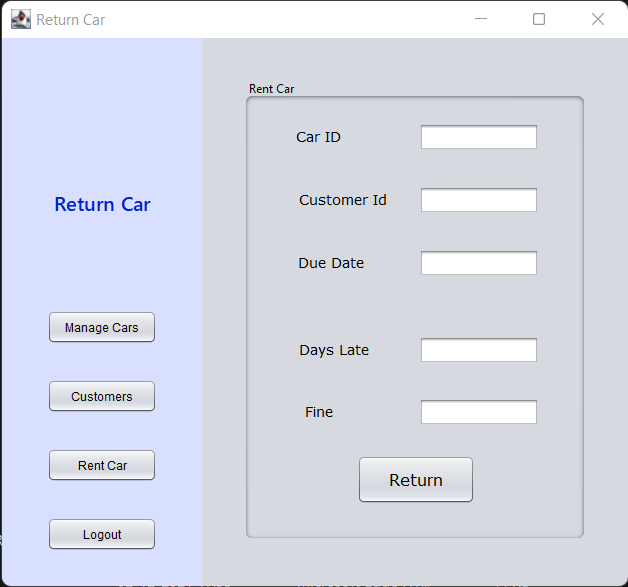 Return Car
Return Car
Manage Cars
Customers
Rent Car
Logout
Rent Car
Car ID
Customer Id
Due Date
Days Late
Fine
Return